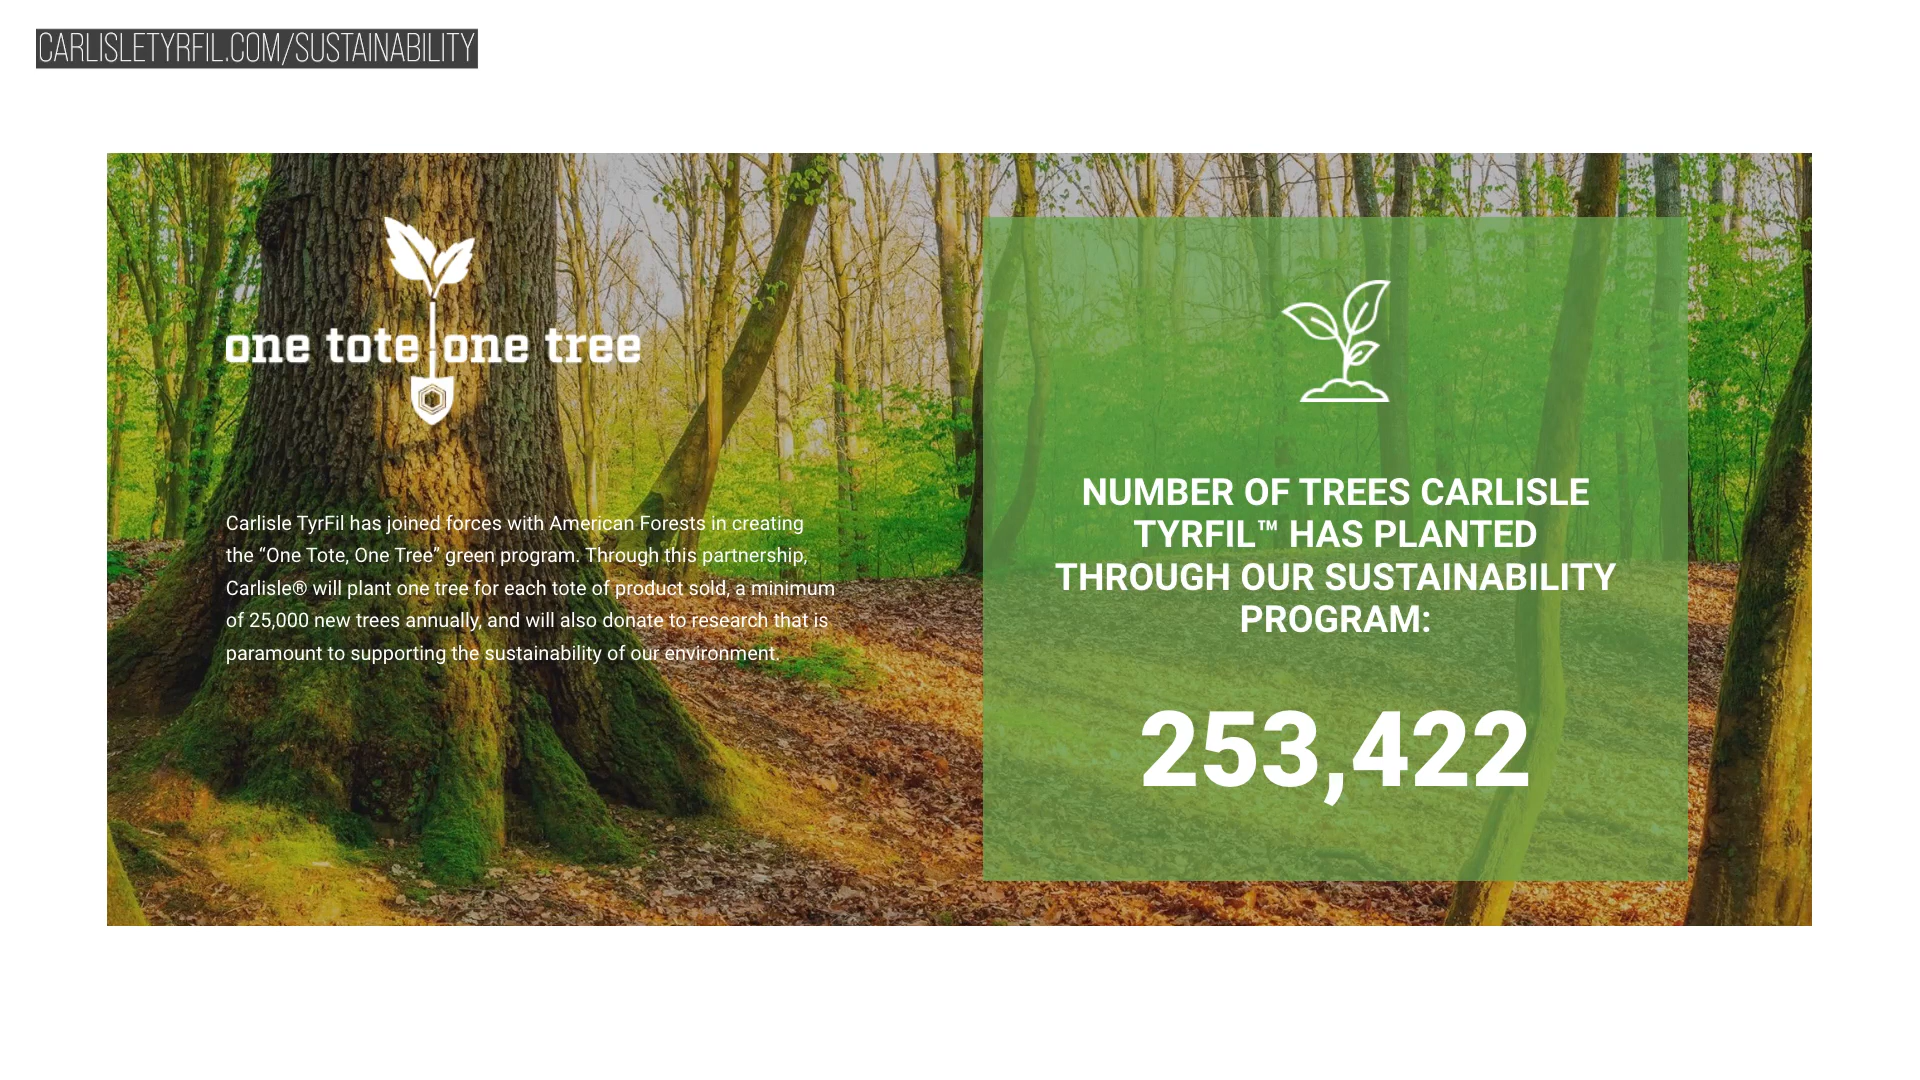 CARLISLETYRFIL.COM/SUSTAINABILITY
one tote one tree
Carlisle TyrFil has joined forces with American Forests in creating
the “One Tote, One Tree” green program. Through this partnership,
Carlisle® will plant one tree for each tote of product sold, a minimum
of 25,000 new trees annually, and will also donate to research that is
paramount to supporting the sustainability of our environment.
NUMBER OF TREES CARLISLE
TYRFIL™ HAS PLANTED
THROUGH OUR SUSTAINABILITY
PROGRAM:
253,422